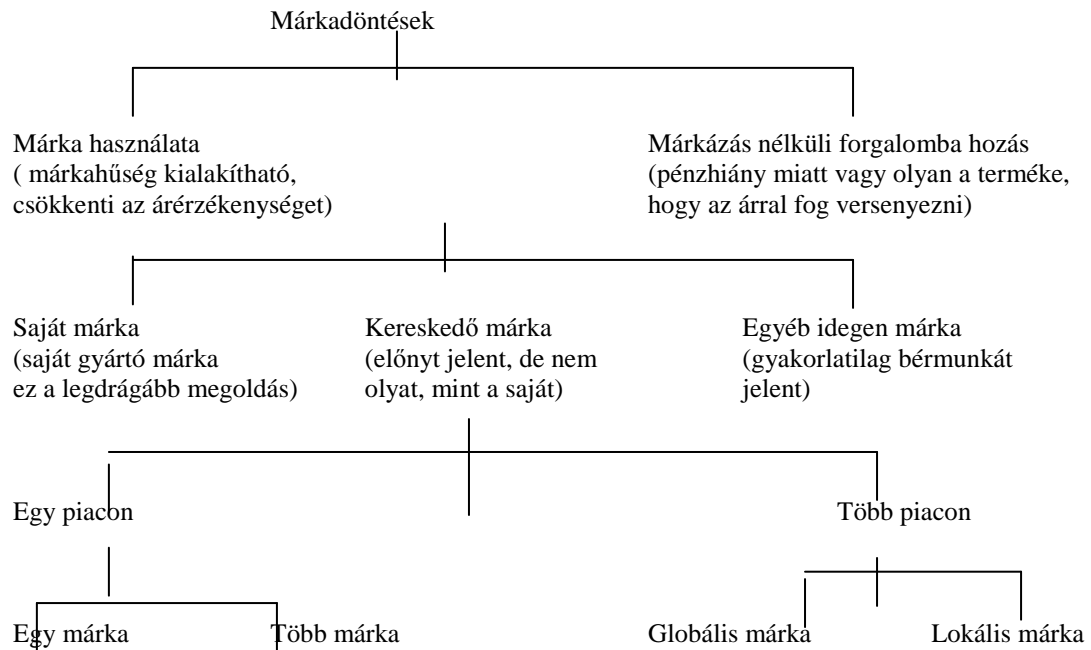 Márkadöntések
Márka használata
( márkahűség kialakítható,
csökkenti az árérzékenységet)
Márkázás nélküli forgalomba hozás
(pénzhiány miatt vagy olyan a terméke,
hogy az árral fog versenyezni)
Saját márka
(saját gyártó márka
ez a legdrágább megoldás)
Kereskedő márka
(előnyt jelent, de nem
olyat, mint a saját)
Egyéb idegen márka
(gyakorlatilag bérmunkát
jelent)
Egy piacon
Több piacon
Egy márka
Több márka
Globális márka
Lokális márka